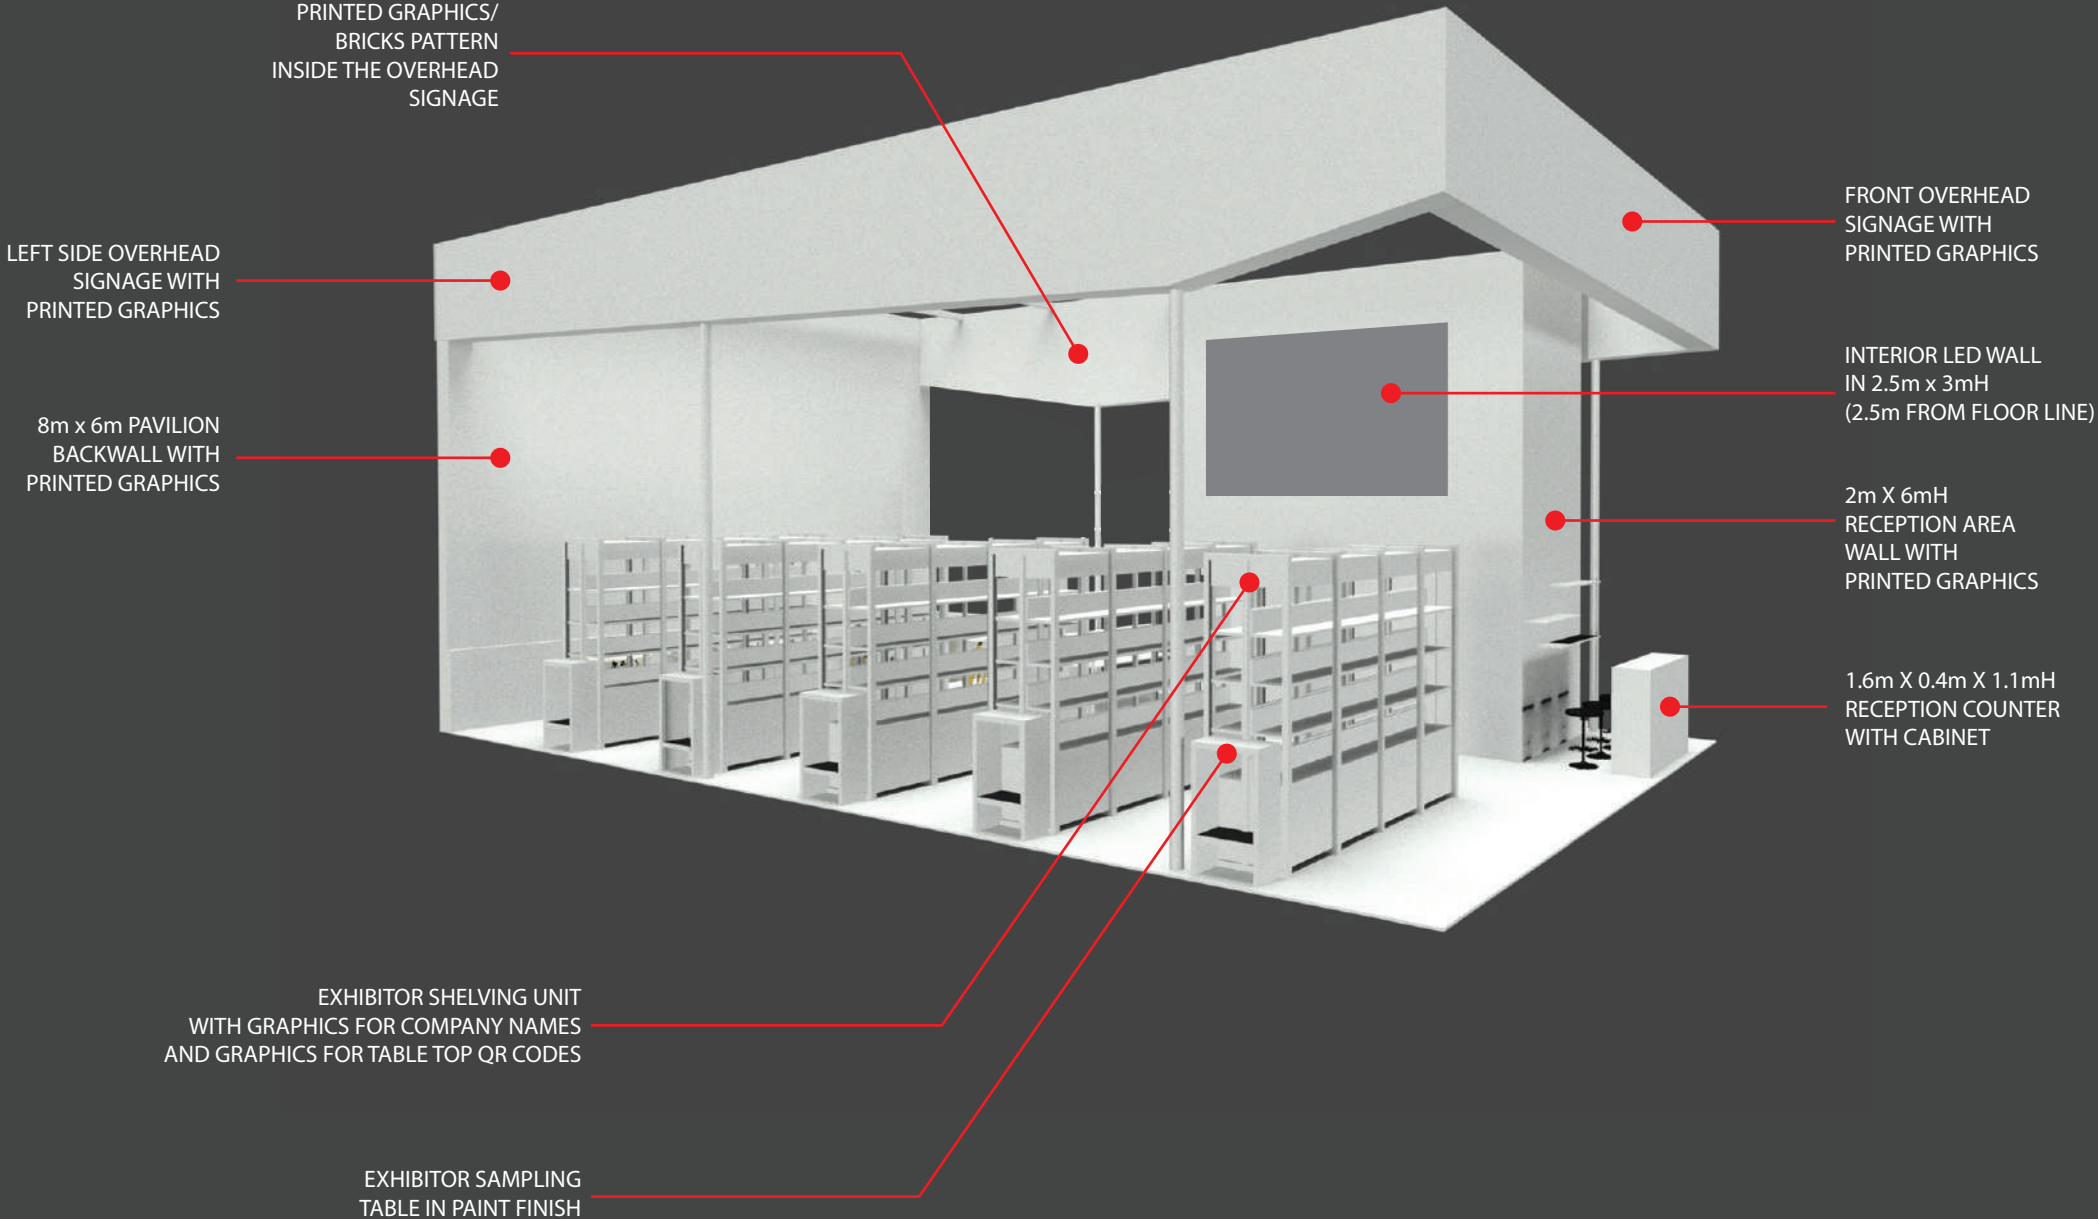 PRINTED GRAPHICS/
BRICKS PATTERN
INSIDE THE OVERHEAD
SIGNAGE
LEFT SIDE OVERHEAD
SIGNAGE WITH
PRINTED GRAPHICS
8m x 6m PAVILION
BACKWALL WITH
PRINTED GRAPHICS
FRONT OVERHEAD
SIGNAGE WITH
PRINTED GRAPHICS
INTERIOR LED WALL
IN 2.5m x 3mH
(2.5m FROM FLOOR LINE)
2m X 6mH
RECEPTION AREA
WALL WITH
PRINTED GRAPHICS
1.6m X 0.4m X 1.1mH
RECEPTION COUNTER
WITH CABINET
EXHIBITOR SHELVING UNIT
WITH GRAPHICS FOR COMPANY NAMES
AND GRAPHICS FOR TABLE TOP QR CODES
EXHIBITOR SAMPLING
TABLE IN PAINT FINISH